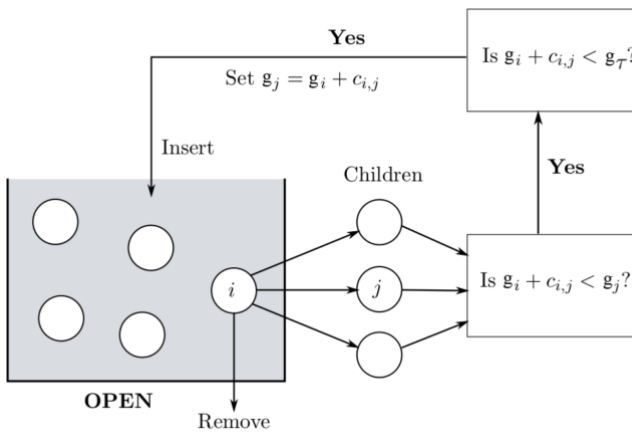 Yes
Is g_i + c_{i,j} < g_τ?
Set g_j = g_i + c_{i,j}
Insert
Yes
Children
i
j
Is g_i + c_{i,j} < g_j?
OPEN
Remove